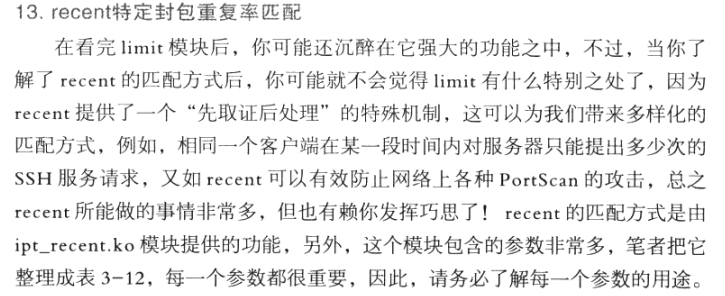 13. recent特定封包重复率匹配
在看完 limit 模块后，你可能还沉醉在它强大的功能之中，不过，当你了
解了 recent 的匹配方式后，你可能就不会觉得 limit 有什么特别之处了，因为
recent 提供了一个“先取证后处理”的特殊机制，这可以为我们带来多样化的
匹配方式，例如，相同一个客户端在某一段时间内对服务器只能提出多少次的
SSH 服务请求，又如 recent 可以有效防止网络上各种 PortScan 的攻击，总之
recent 所能做的事情非常多，但也有赖你发挥巧思了！ recent 的匹配方式是由
ipt_recent.ko 模块提供的功能，另外，这个模块包含的参数非常多，笔者把它
整理成表 3-12，每一个参数都很重要，因此，请务必了解每一个参数的用途。